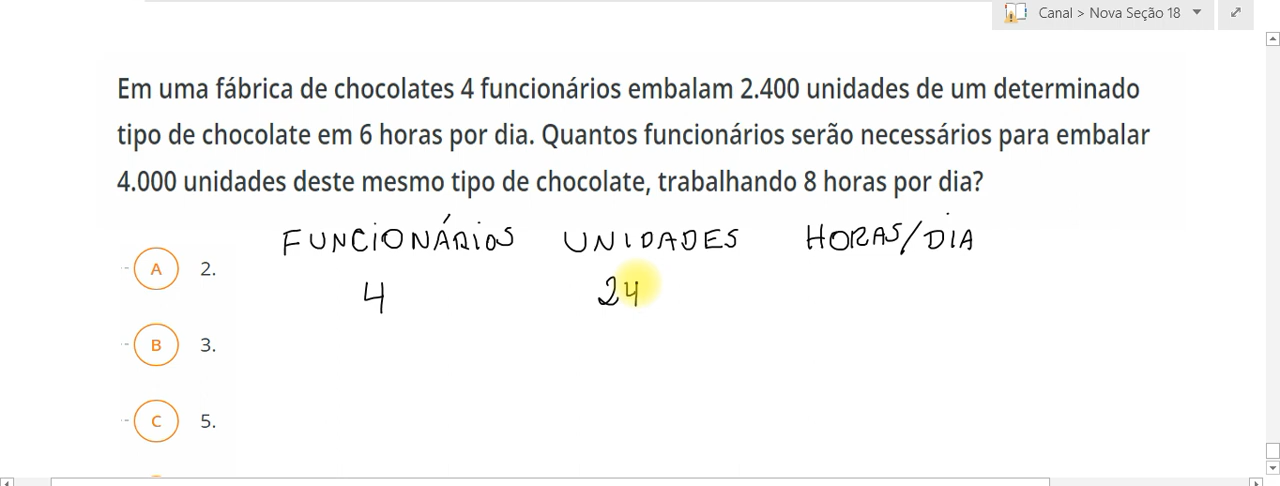 Canal > Nova Seção 18
Em uma fábrica de chocolates 4 funcionários embalam 2.400 unidades de um determinado
tipo de chocolate em 6 horas por dia. Quantos funcionários serão necessários para embalar
4.000 unidades deste mesmo tipo de chocolate, trabalhando 8 horas por dia?
FUNCIONÁRIOS UNIDADES HORAS/DIA
A 2.
4 24
B 3.
C 5.